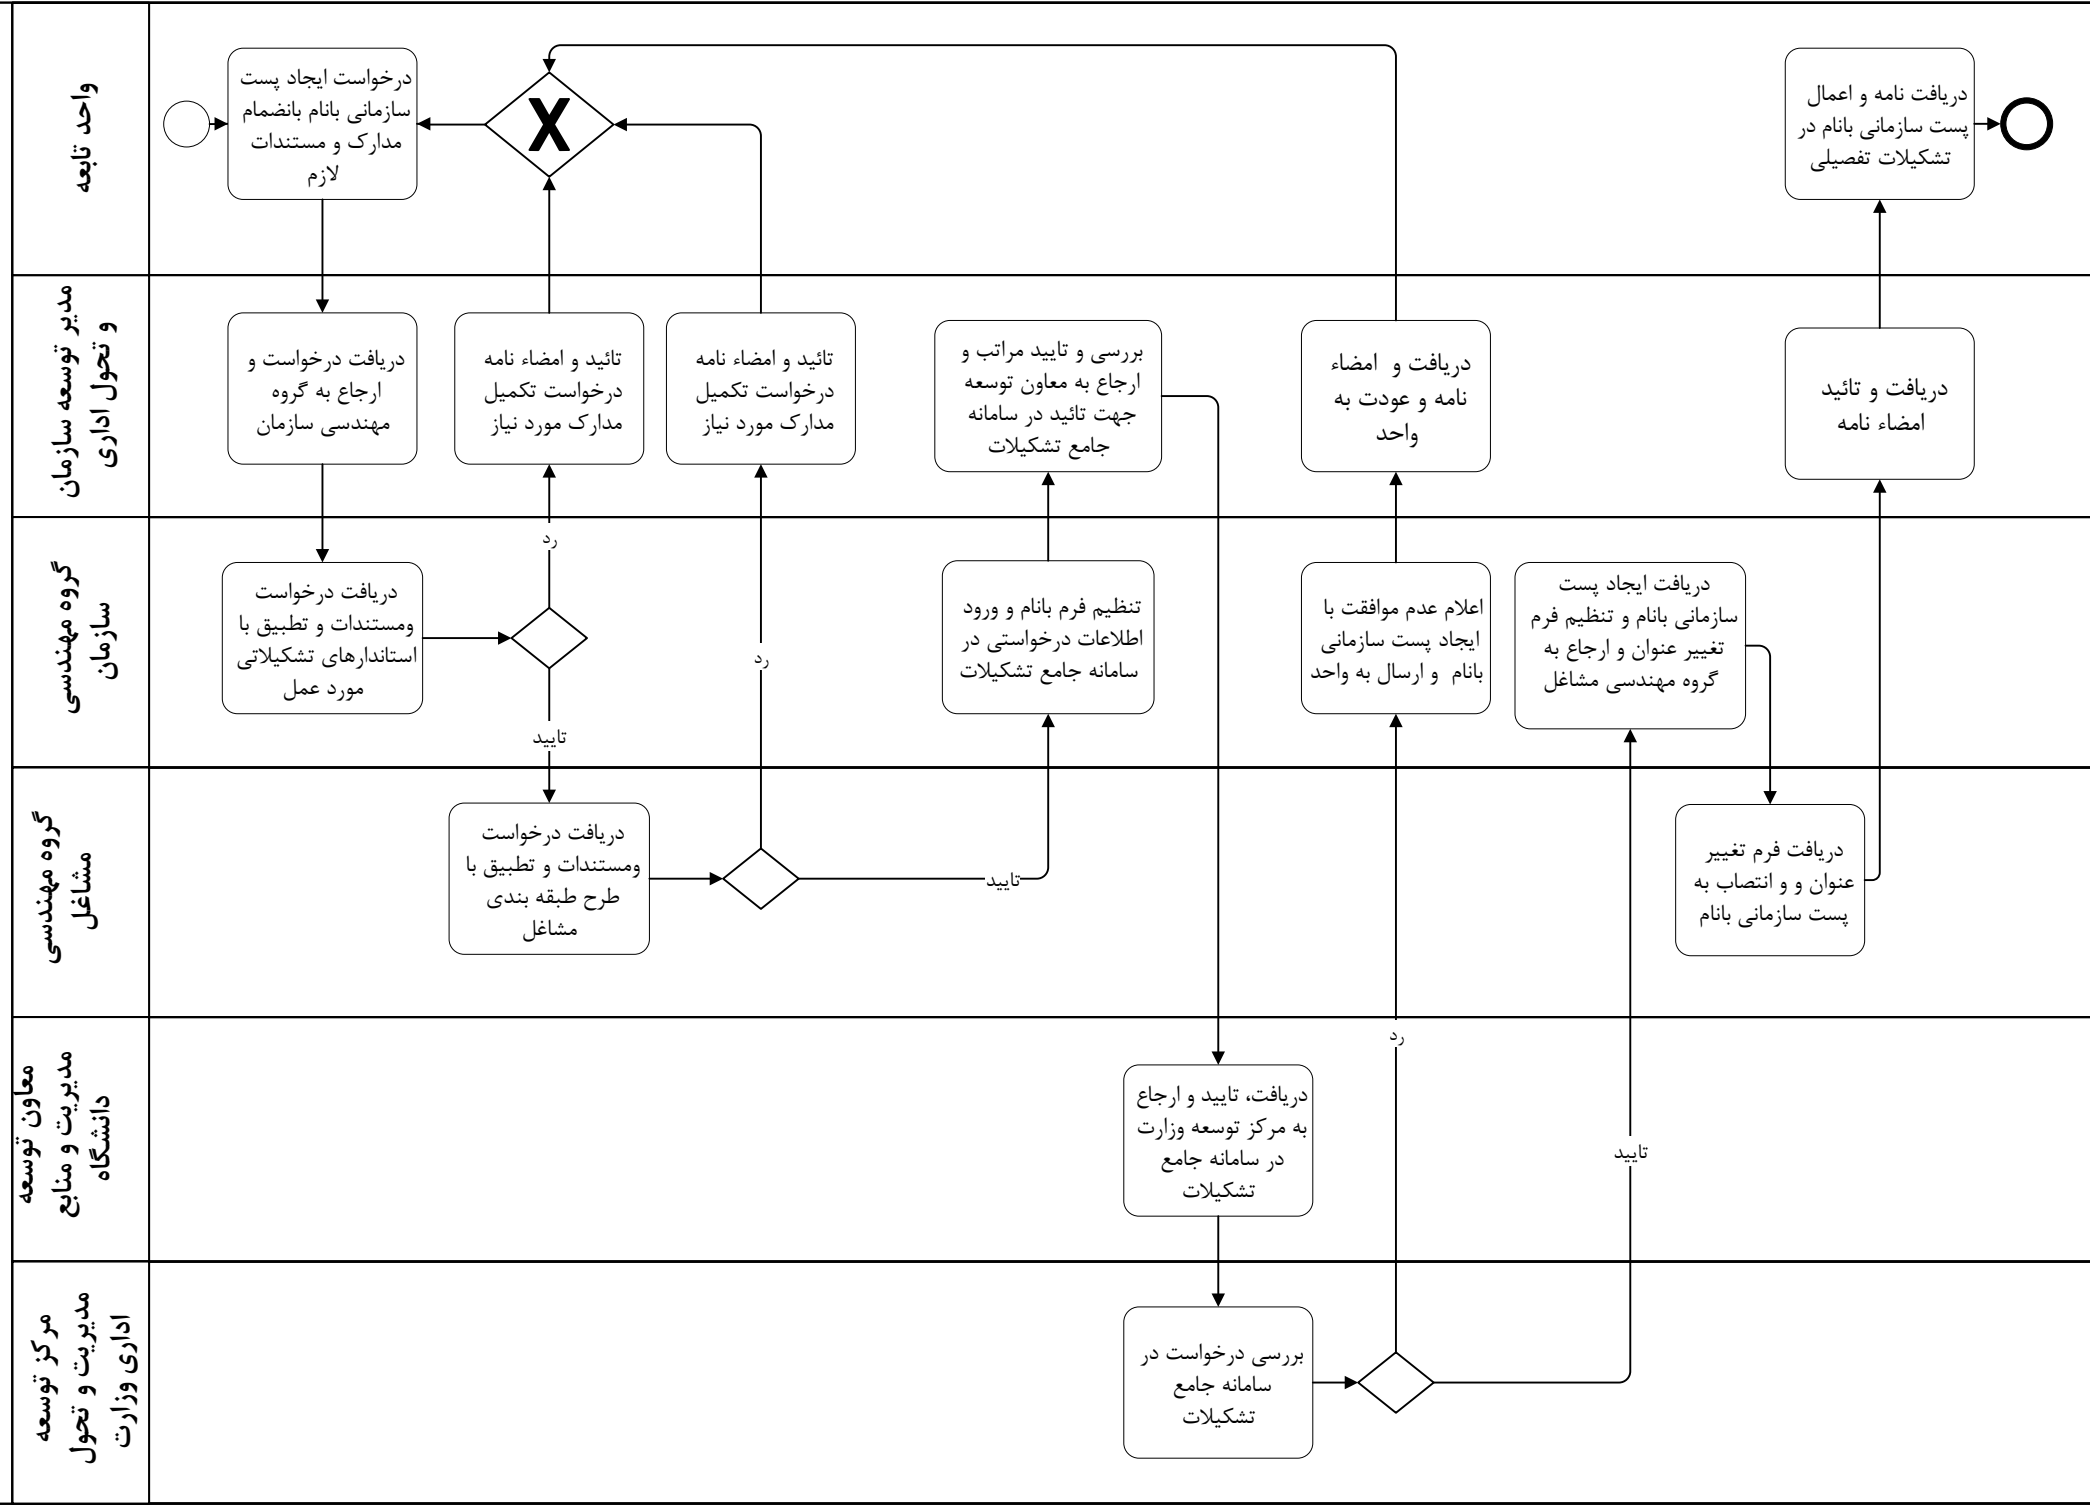 واحد تابعه
درخواست ایجاد پست
سازمانی بانام بانضمام
مدارک و مستندات
لازم
X
دریافت نامه و اعمال
پست سازمانی بانام در
تشکیلات تفصیلی
مدیر توسعه سازمان
و تحول اداری
دریافت درخواست و
ارجاع به گروه
مهندسی سازمان
تائید و امضاء نامه
درخواست تکمیل
مدارک مورد نیاز
تائید و امضاء نامه
درخواست تکمیل
مدارک مورد نیاز
بررسی و تایید مراتب و
ارجاع به معاون توسعه
جهت تائید در سامانه
جامع تشکیلات
دریافت و امضاء
نامه و عودت به
واحد
دریافت و تائید
امضاء نامه
گروه مهندسی
سازمان
دریافت درخواست
ومستندات و تطبیق با
استاندارهای تشکیلاتی
مورد عمل
رد
تایید
رد
تنظیم فرم بانام و ورود
اطلاعات درخواستی در
سامانه جامع تشکیلات
اعلام عدم موافقت با
ایجاد پست سازمانی
بانام و ارسال به واحد
دریافت ایجاد پست
سازمانی بانام و تنظیم فرم
تغییر عنوان و ارجاع به
گروه مهندسی مشاغل
گروه مهندسی
مشاغل
دریافت درخواست
ومستندات و تطبیق با
طرح طبقه بندی
مشاغل
تایید
دریافت فرم تغییر
عنوان و و انتصاب به
پست سازمانی بانام
معاون توسعه
مدیریت و منابع
دانشگاه
دریافت، تایید و ارجاع
به مرکز توسعه وزارت
در سامانه جامع
تشکیلات
رد
تایید
مرکز توسعه
مدیریت و تحول
اداری وزارت
بررسی درخواست در
سامانه جامع
تشکیلات